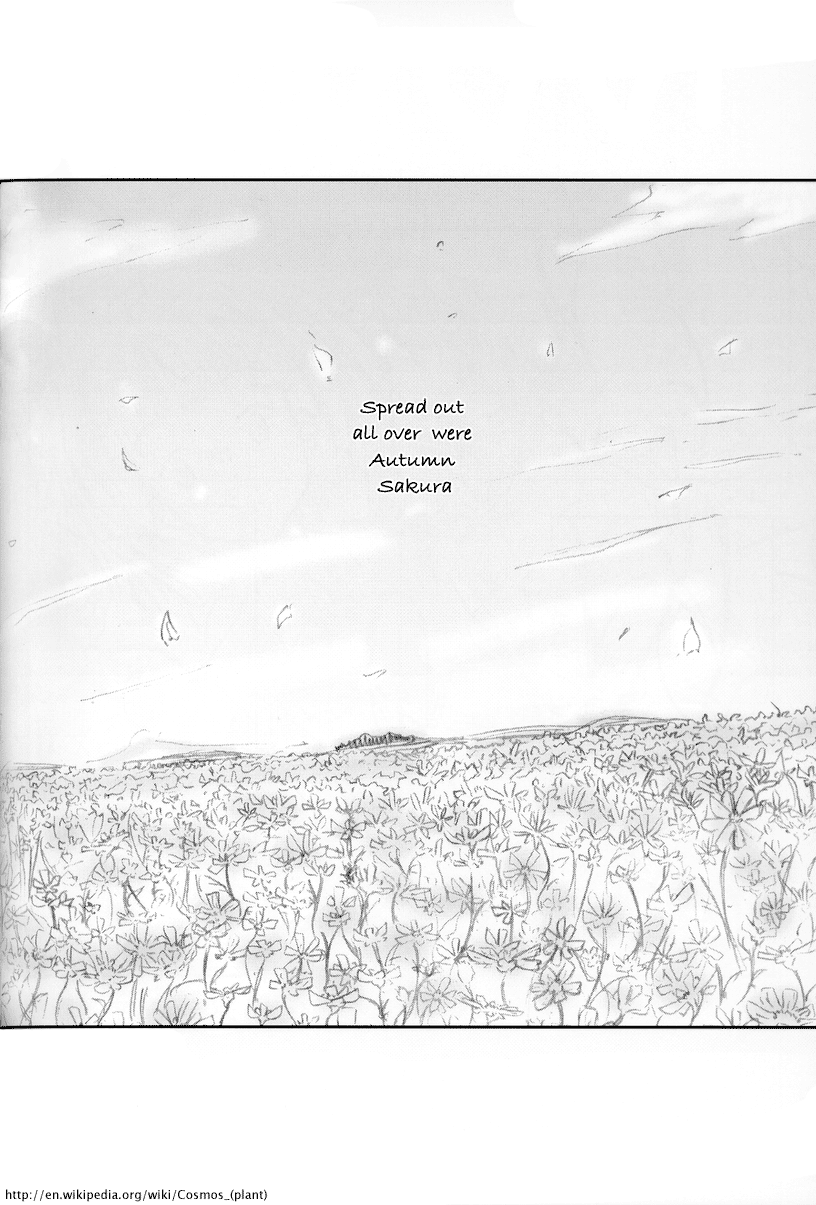 Spread out
all over were
Autumn
Sakura
http://en.wikipedia.org/wiki/Cosmos_(plant)